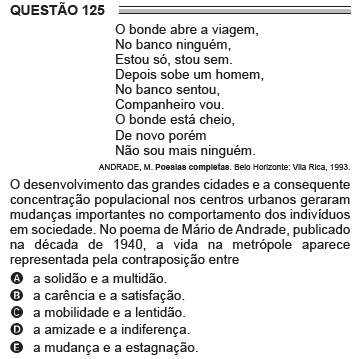 QUESTÃO 125
O bonde abre a viagem,
No banco ninguém,
Estou só, stou sem.
Depois sobe um homem,
No banco sentou,
Companheiro vou.
O bonde está cheio,
De novo porém
Não sou mais ninguém.
ANDRADE, M. Poesias completas. Belo Horizonte: Vila Rica, 1993.
O desenvolvimento das grandes cidades e a consequente
concentração populacional nos centros urbanos geraram
mudanças importantes no comportamento dos indivíduos
em sociedade. No poema de Mário de Andrade, publicado
na década de 1940, a vida na metrópole aparece
representada pela contraposição entre
A a solidão e a multidão.
B a carência e a satisfação.
C a mobilidade e a lentidão.
D a amizade e a indiferença.
E a mudança e a estagnação.